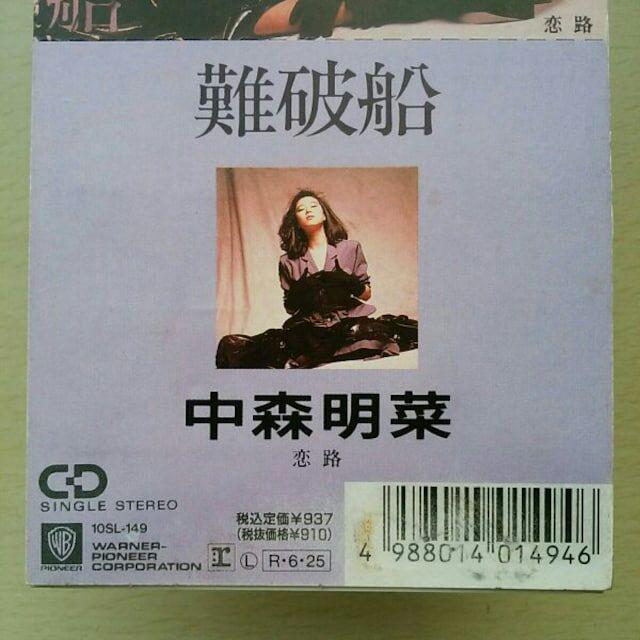 船
恋路
難破船
中森明菜
恋路
CD
SINGLE STEREO
10SL-149
WB
PIONEER
WARNER-
PIONEER
CORPORATION
r
L
R・6・25
税込定価¥937
(税抜価格¥910)
4 988014 014946